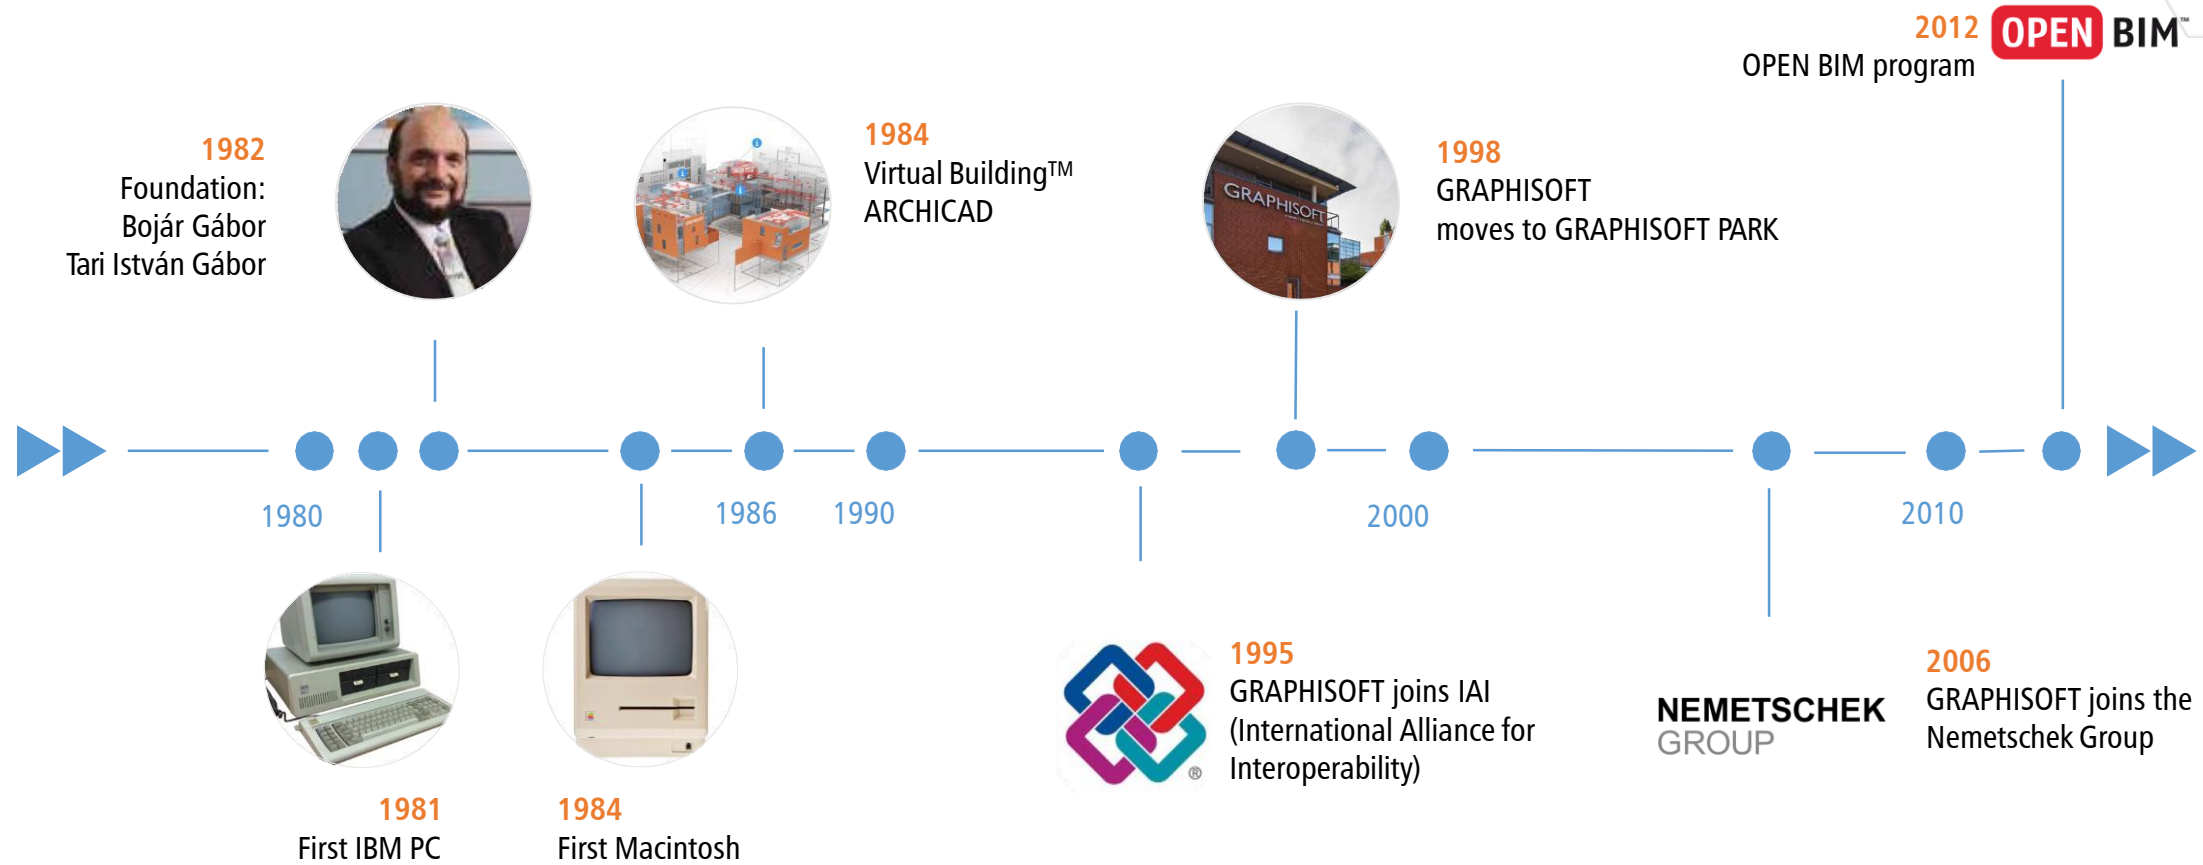 2012
OPEN BIM™
OPEN BIM program
1982
Foundation:
Bojár Gábor
Tari István Gábor
1984
Virtual Building™
ARCHICAD
GRAPHISOFT
1998
GRAPHISOFT
moves to GRAPHISOFT PARK
1980
1986
1990
2000
2010
1981
First IBM PC
1984
First Macintosh
®
1995
GRAPHISOFT joins IAI
(International Alliance for
Interoperability)
NEMETSCHEK
GROUP
2006
GRAPHISOFT joins the
Nemetschek Group